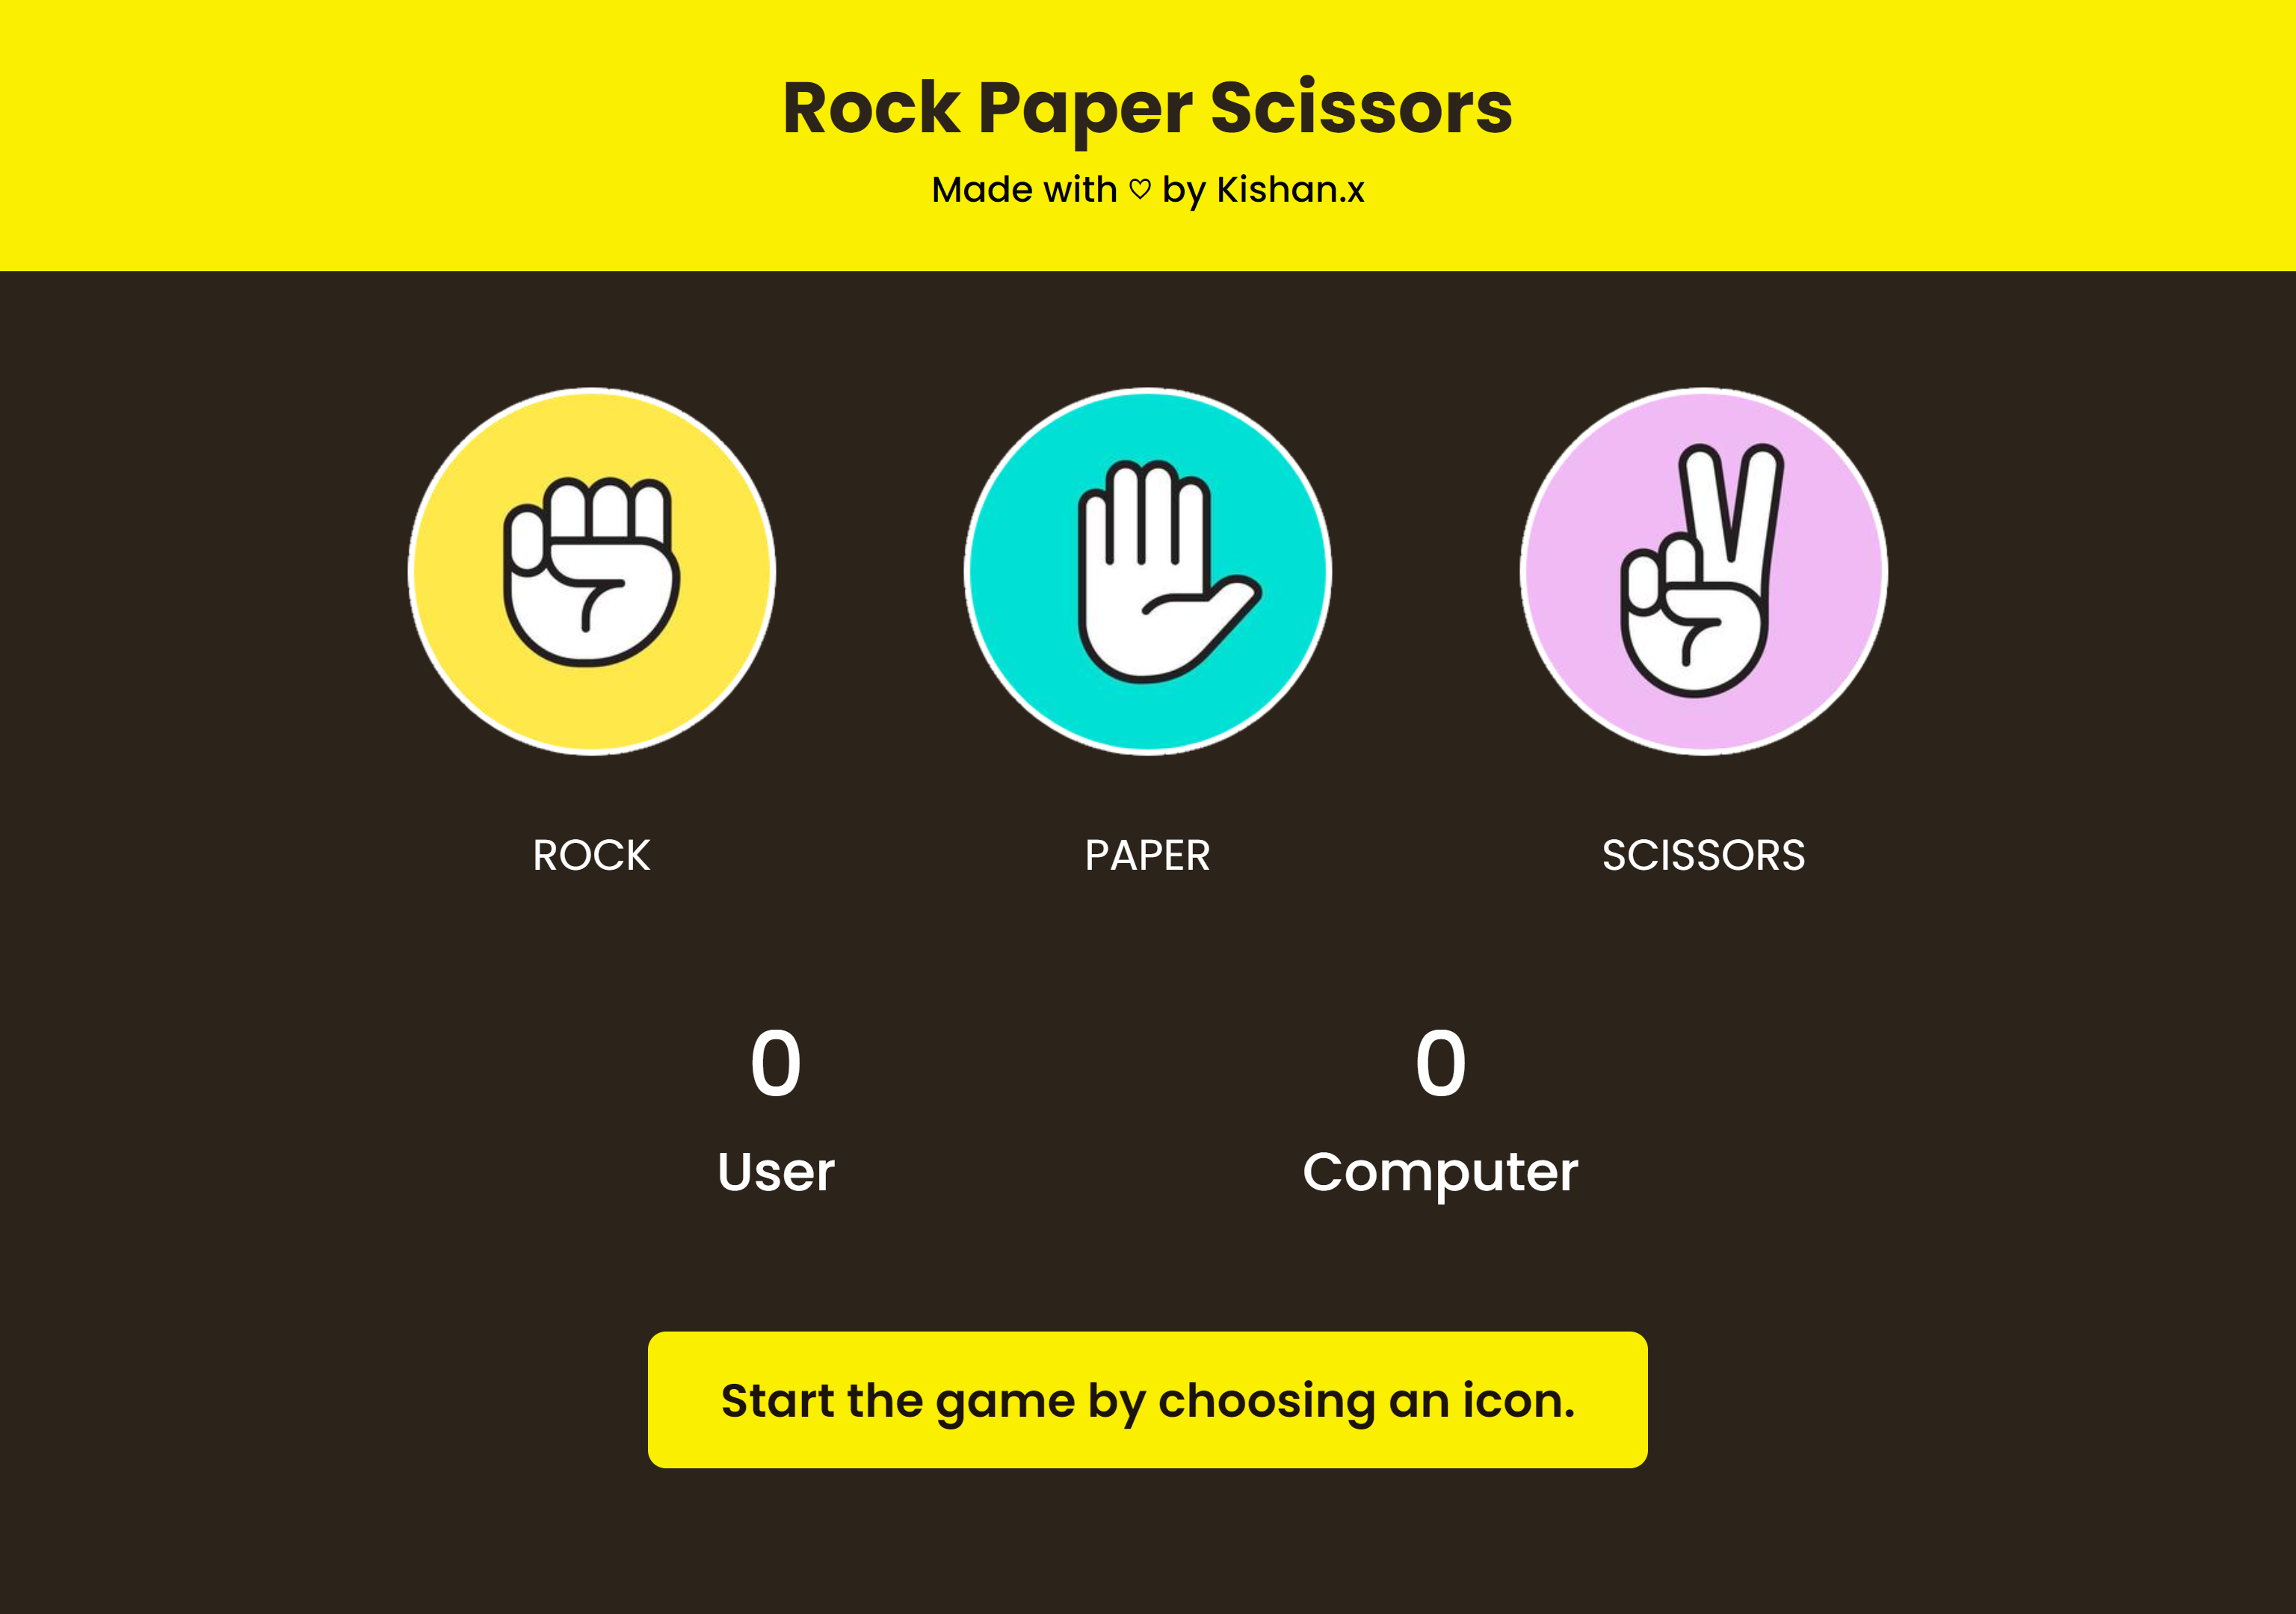 Rock Paper Scissors
Made with ♡ by Kishan.x
ROCK
PAPER
SCISSORS
0
0
User
Computer
Start the game by choosing an icon.